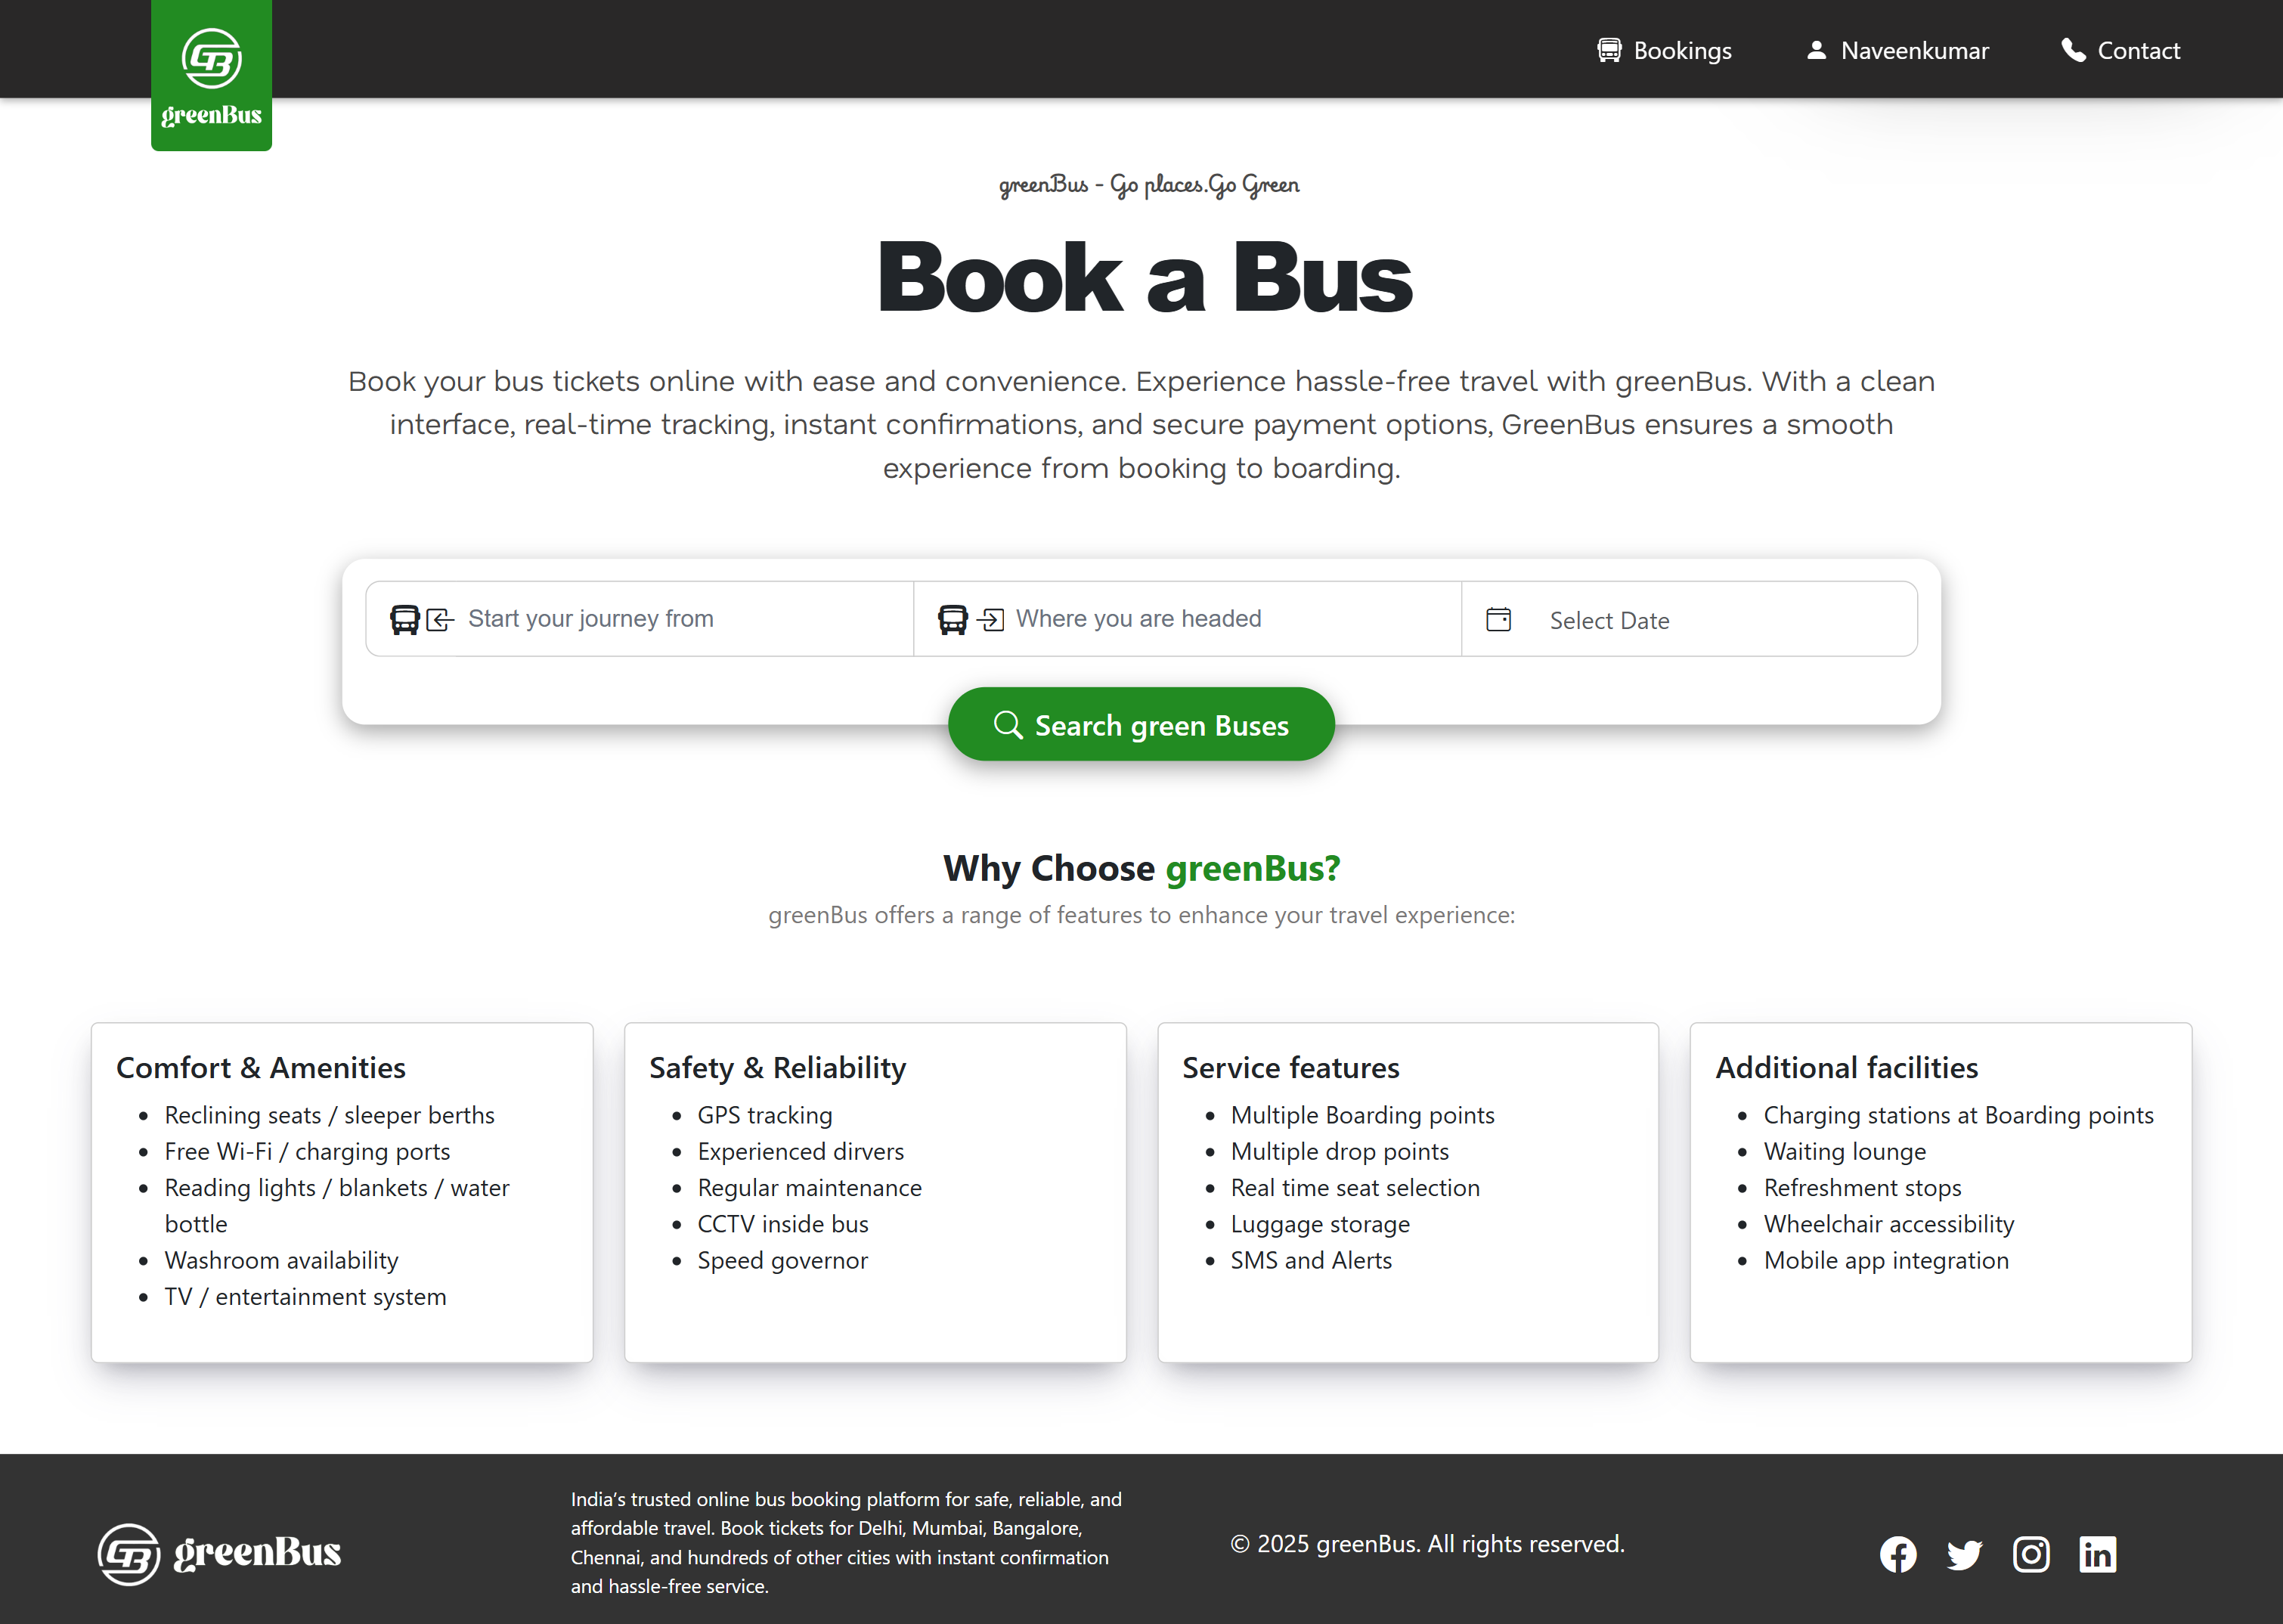 GB
greenBus
Bookings
Naveenkumar
Contact
greenBus - Go places.Go Green
Book a Bus
Book your bus tickets online with ease and convenience. Experience hassle-free travel with greenBus. With a clean
interface, real-time tracking, instant confirmations, and secure payment options, GreenBus ensures a smooth
experience from booking to boarding.
Start your journey from
Where you are headed
Select Date
Search green Buses
Why Choose greenBus?
greenBus offers a range of features to enhance your travel experience:
Comfort & Amenities
• Reclining seats / sleeper berths
• Free Wi-Fi / charging ports
• Reading lights / blankets / water
bottle
• Washroom availability
• TV / entertainment system
Safety & Reliability
• GPS tracking
• Experienced dirvers
• Regular maintenance
• CCTV inside bus
• Speed governor
Service features
• Multiple Boarding points
• Multiple drop points
• Real time seat selection
• Luggage storage
• SMS and Alerts
Additional facilities
• Charging stations at Boarding points
• Waiting lounge
• Refreshment stops
• Wheelchair accessibility
• Mobile app integration
GB greenBus
India’s trusted online bus booking platform for safe, reliable, and
affordable travel. Book tickets for Delhi, Mumbai, Bangalore,
Chennai, and hundreds of other cities with instant confirmation
and hassle-free service.
© 2025 greenBus. All rights reserved.